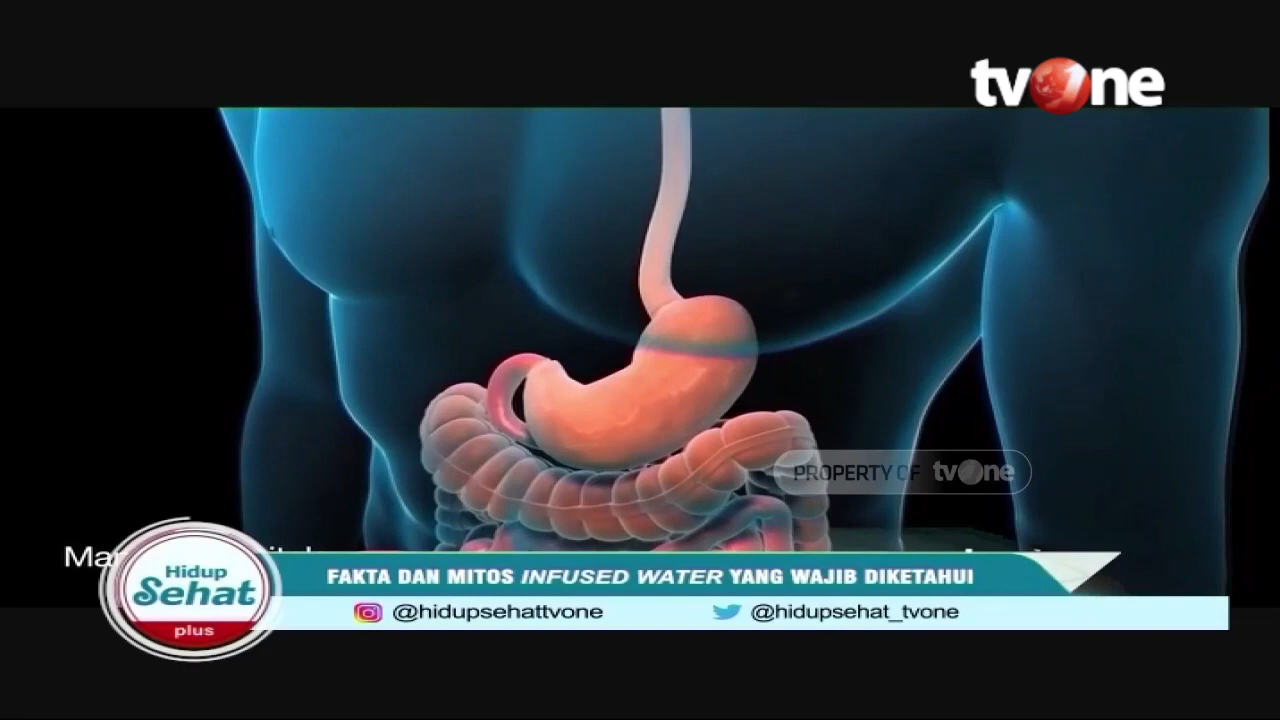 tvOne
PROPERTY OF tvOne
Hidup
Sehat
plus
FAKTA DAN MITOS INFUSED WATER YANG WAJIB DIKETAHUI
@hidupsehattvone
@hidupsehat_tvone